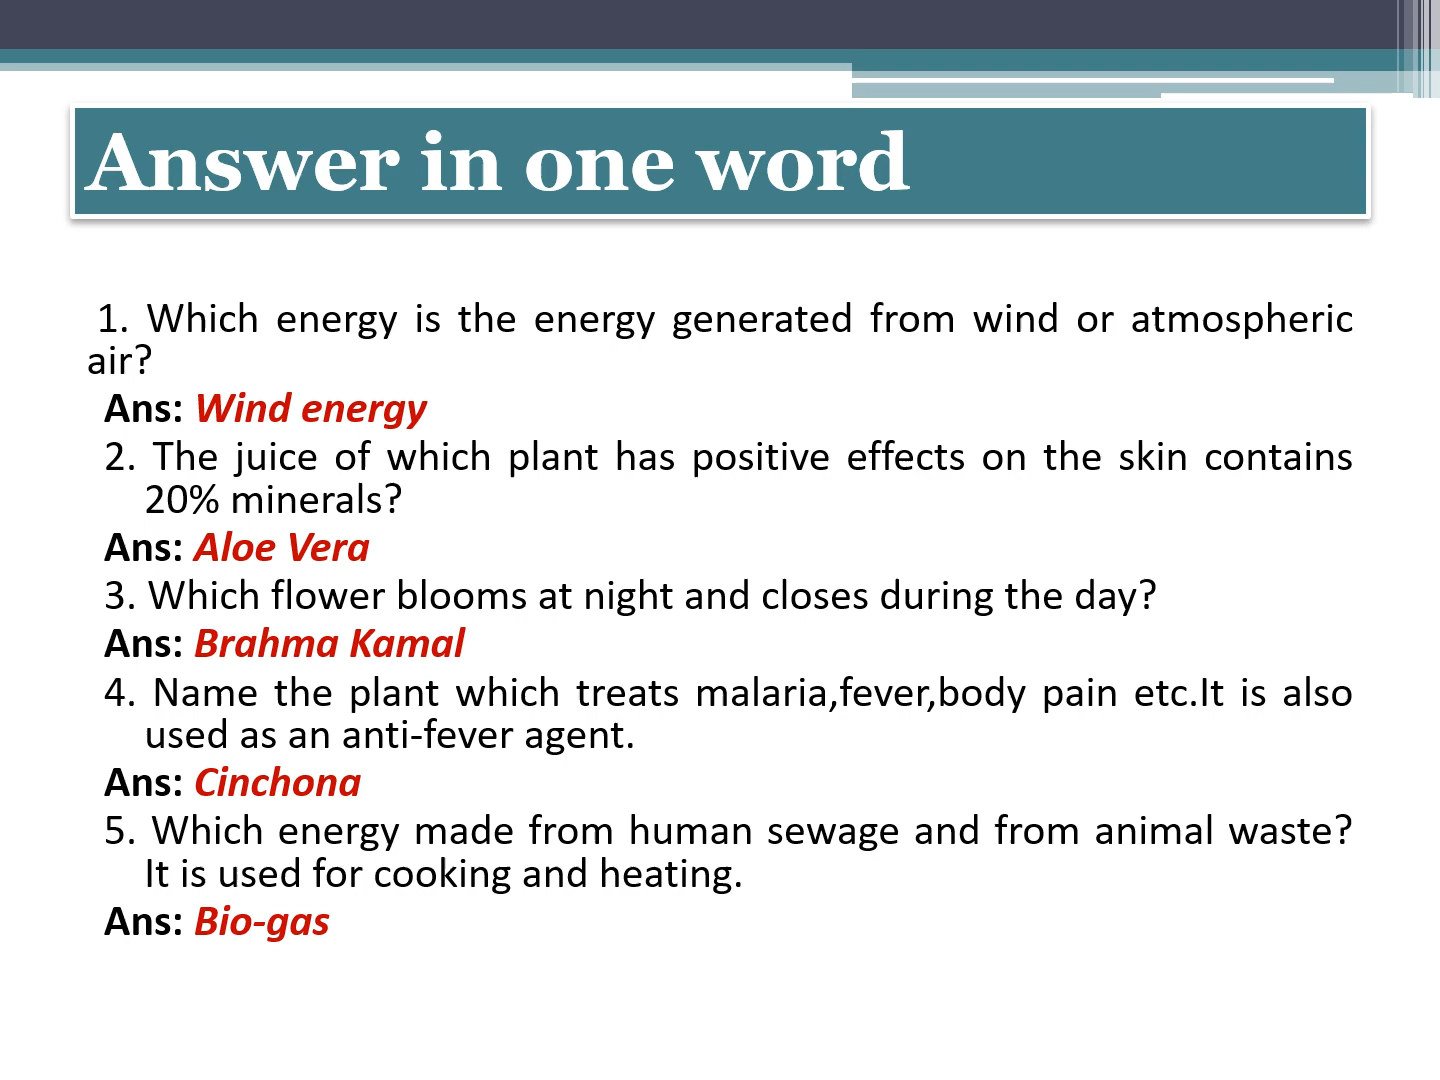 Answer in one word
1. Which energy is the energy generated from wind or atmospheric
air?
Ans: Wind energy
2. The juice of which plant has positive effects on the skin contains
20% minerals?
Ans: Aloe Vera
3. Which flower blooms at night and closes during the day?
Ans: Brahma Kamal
4. Name the plant which treats malaria,fever,body pain etc.It is also
used as an anti-fever agent.
Ans: Cinchona
5. Which energy made from human sewage and from animal waste?
It is used for cooking and heating.
Ans: Bio-gas